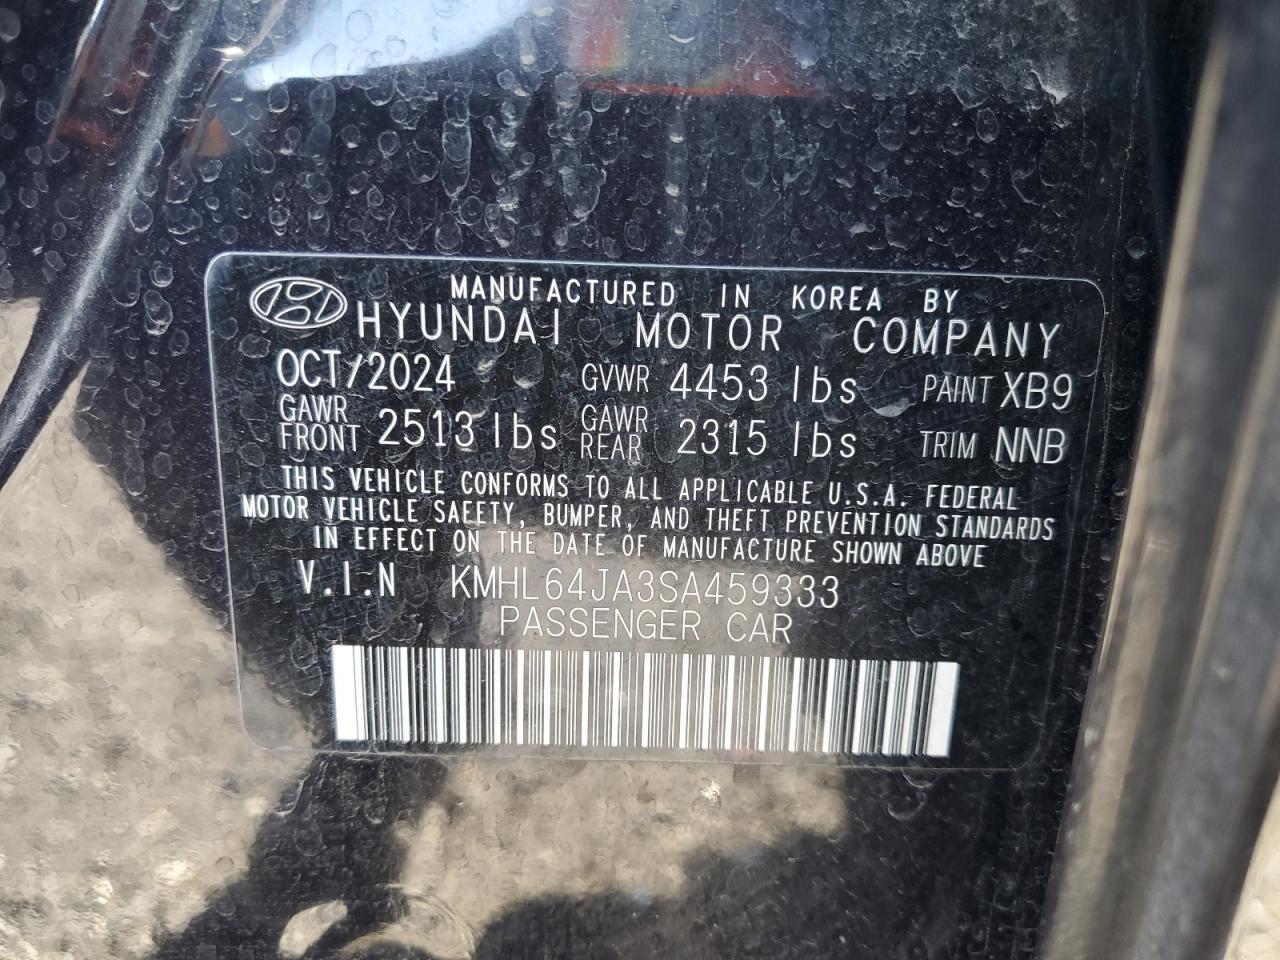 MANUFACTURED IN KOREA BY
HYUNDAI MOTOR COMPANY
OCT/2024 GVWR 4453 lbs PAINT XB9
GAWR FRONT 2513 lbs GAWR REAR 2315 lbs TRIM NNB
THIS VEHICLE CONFORMS TO ALL APPLICABLE U.S.A. FEDERAL
MOTOR VEHICLE SAFETY, BUMPER, AND THEFT PREVENTION STANDARDS
IN EFFECT ON THE DATE OF MANUFACTURE SHOWN ABOVE
V.I.N KMHL64JA3SA459333
PASSENGER CAR